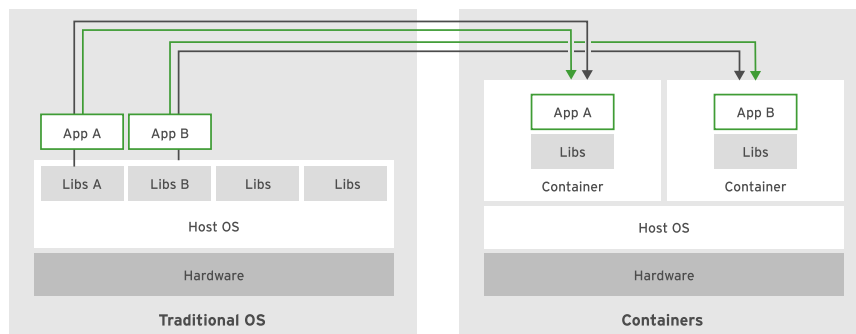 App A
App B
Libs A
Libs B
Libs
Libs
Host OS
Hardware
Traditional OS
App A
Libs
Container
App B
Libs
Container
Host OS
Hardware
Containers